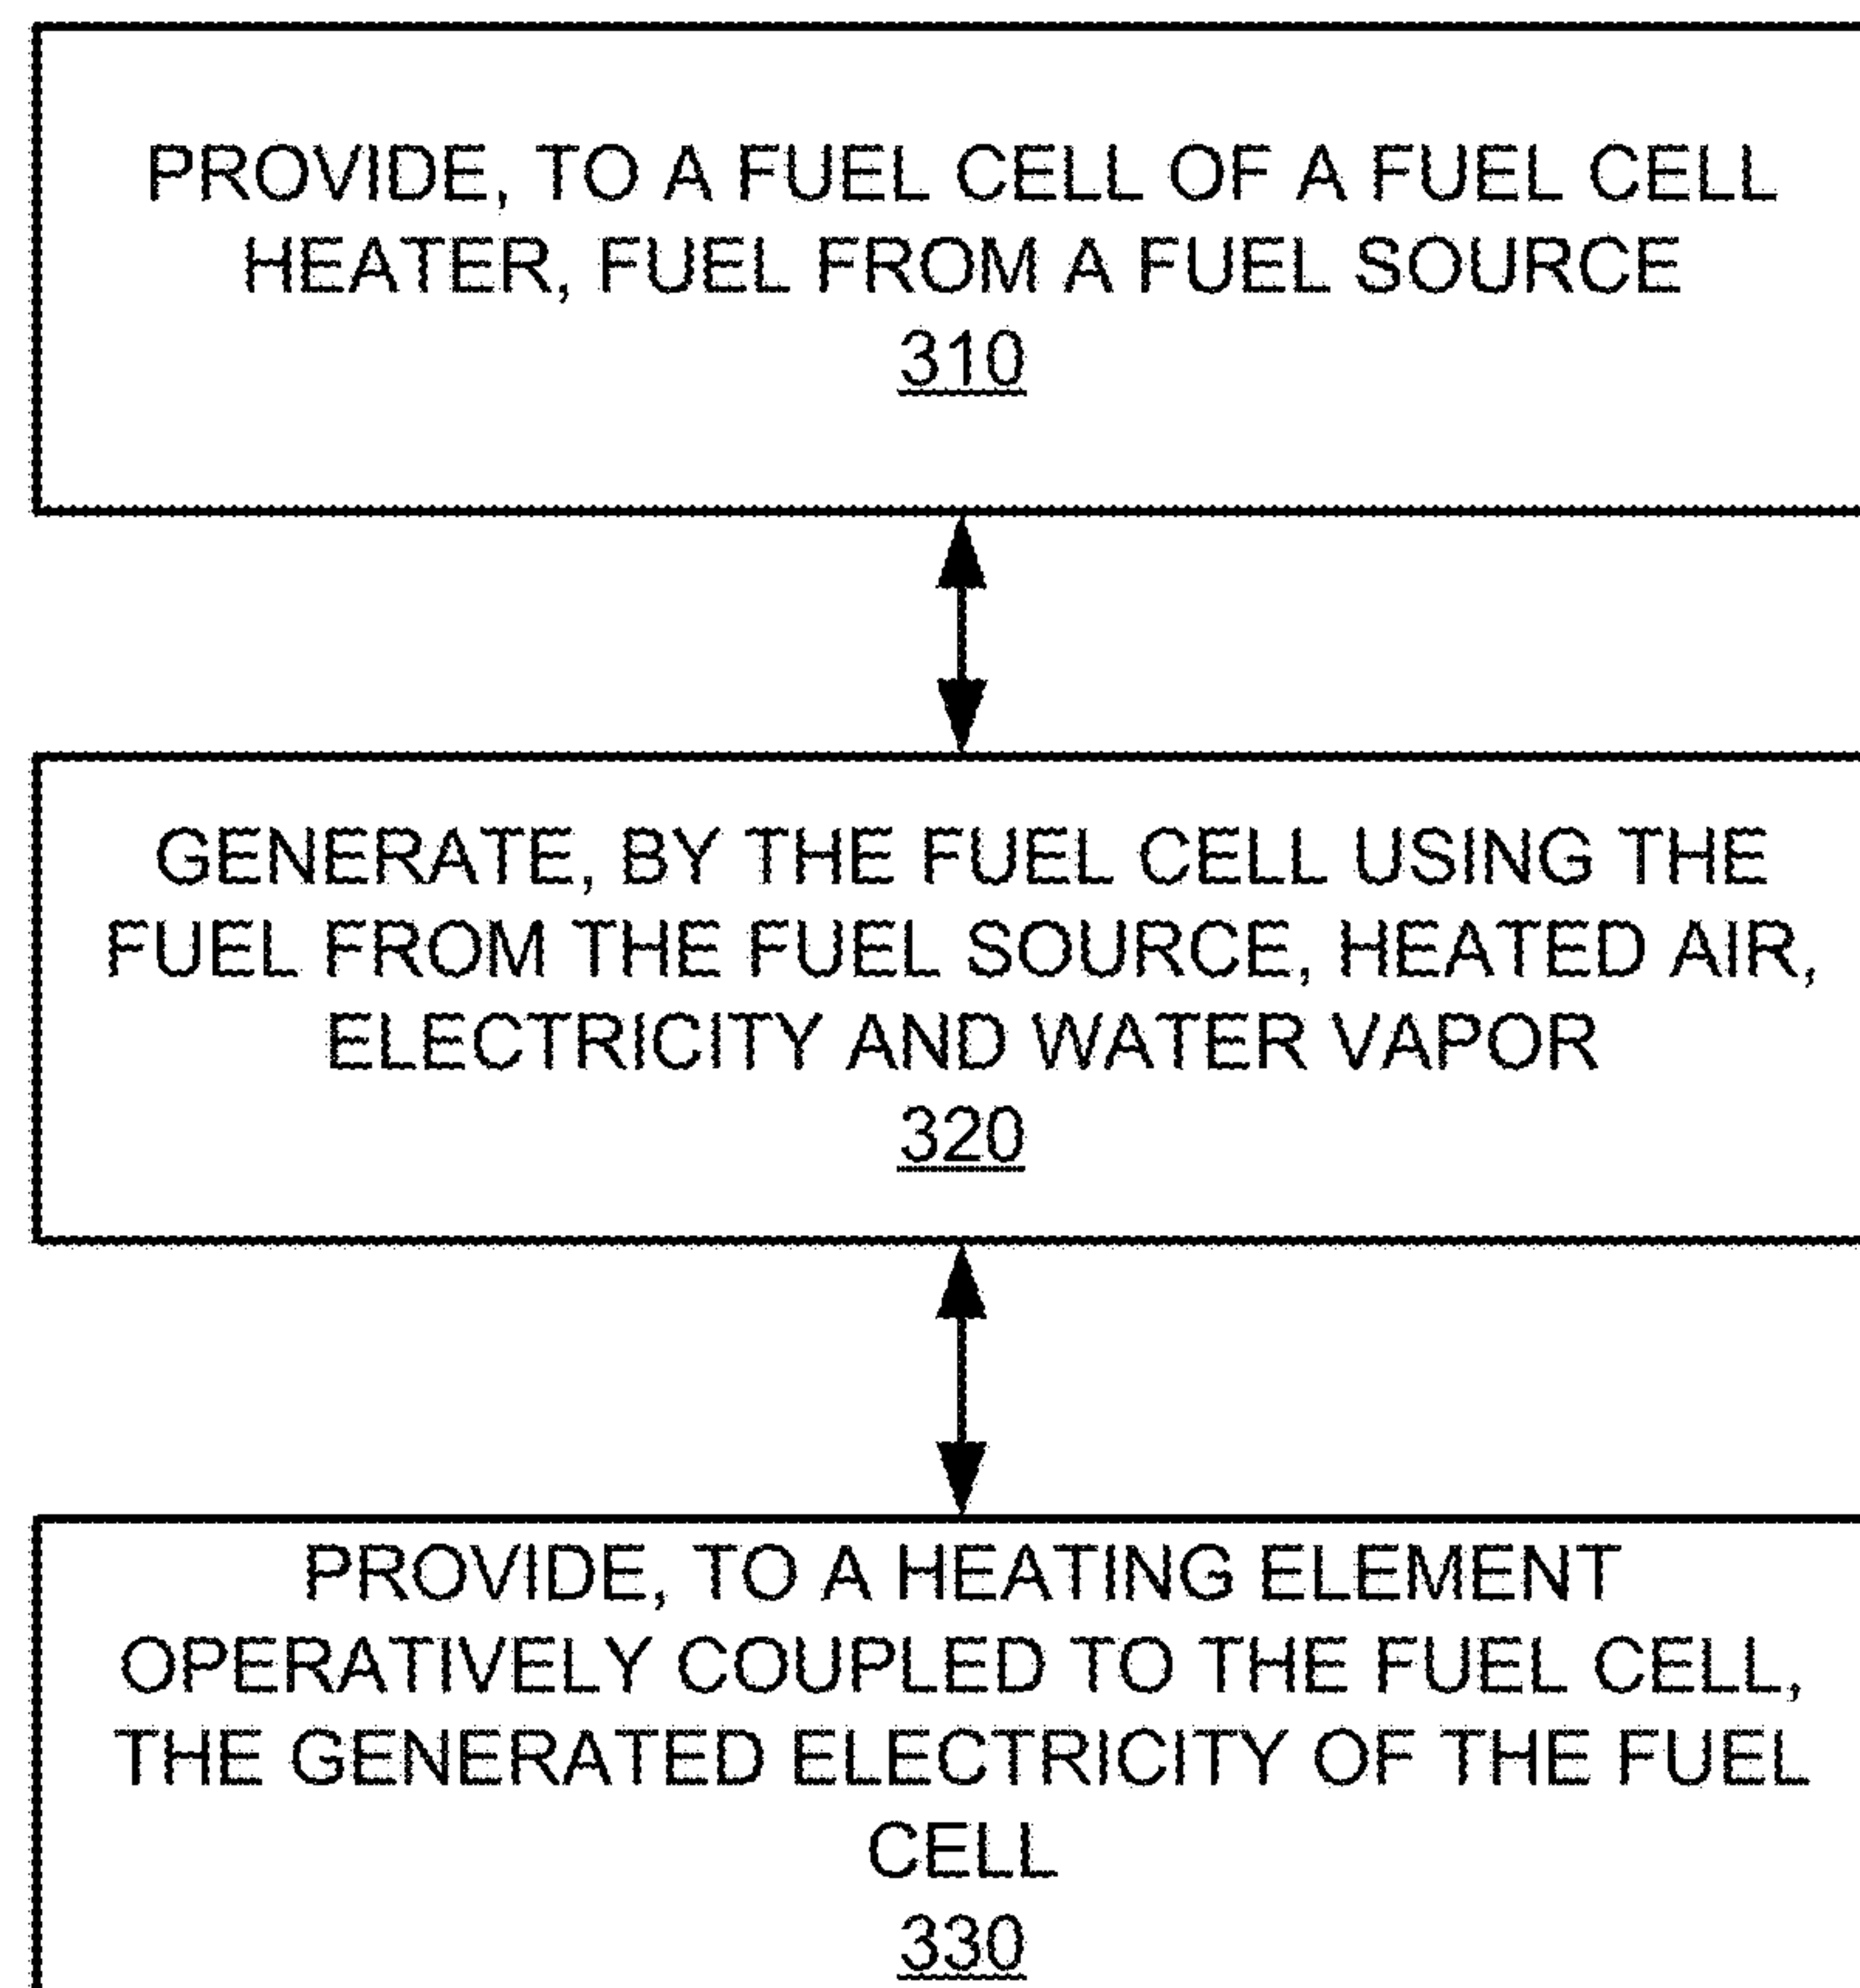 PROVIDE, TO A FUEL CELL OF A FUEL CELL
HEATER, FUEL FROM A FUEL SOURCE
310
GENERATE, BY THE FUEL CELL USING THE
FUEL FROM THE FUEL SOURCE, HEATED AIR,
ELECTRICITY AND WATER VAPOR
320
PROVIDE, TO A HEATING ELEMENT
OPERATIVELY COUPLED TO THE FUEL CELL,
THE GENERATED ELECTRICITY OF THE FUEL
CELL
330